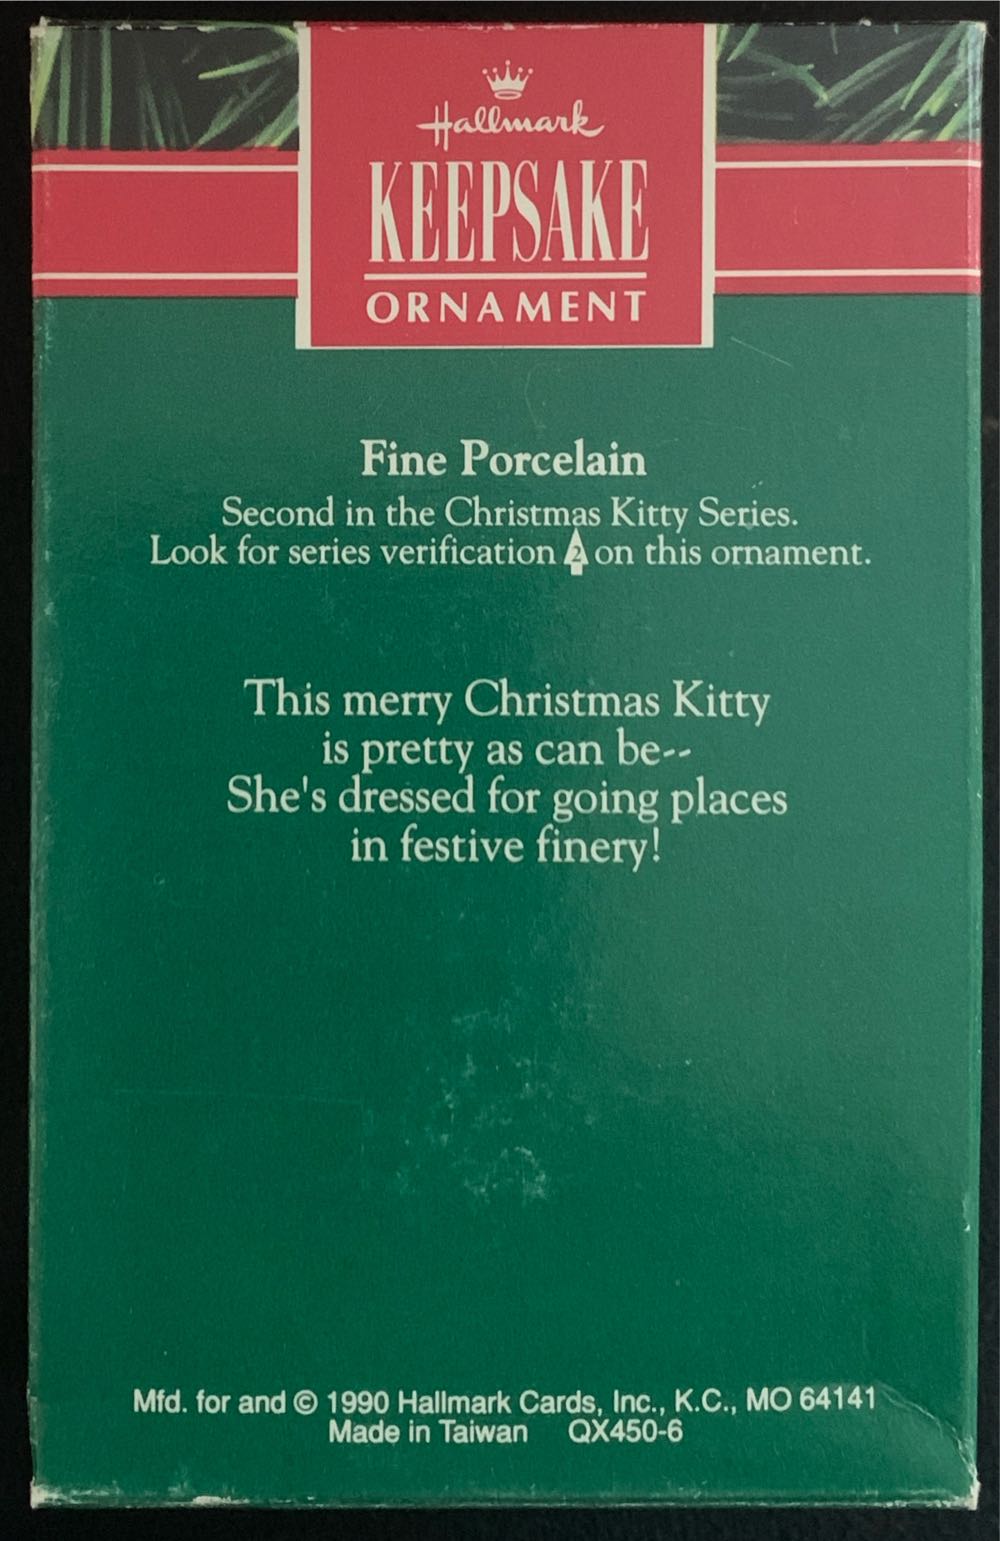 Hallmark
KEEPSAKE
ORNAMENT
Fine Porcelain
Second in the Christmas Kitty Series.
Look for series verification 2 on this ornament.
This merry Christmas Kitty
is pretty as can be--
She's dressed for going places
in festive finery!
Mfd. for and © 1990 Hallmark Cards, Inc., K.C., MO 64141
Made in Taiwan QX450-6